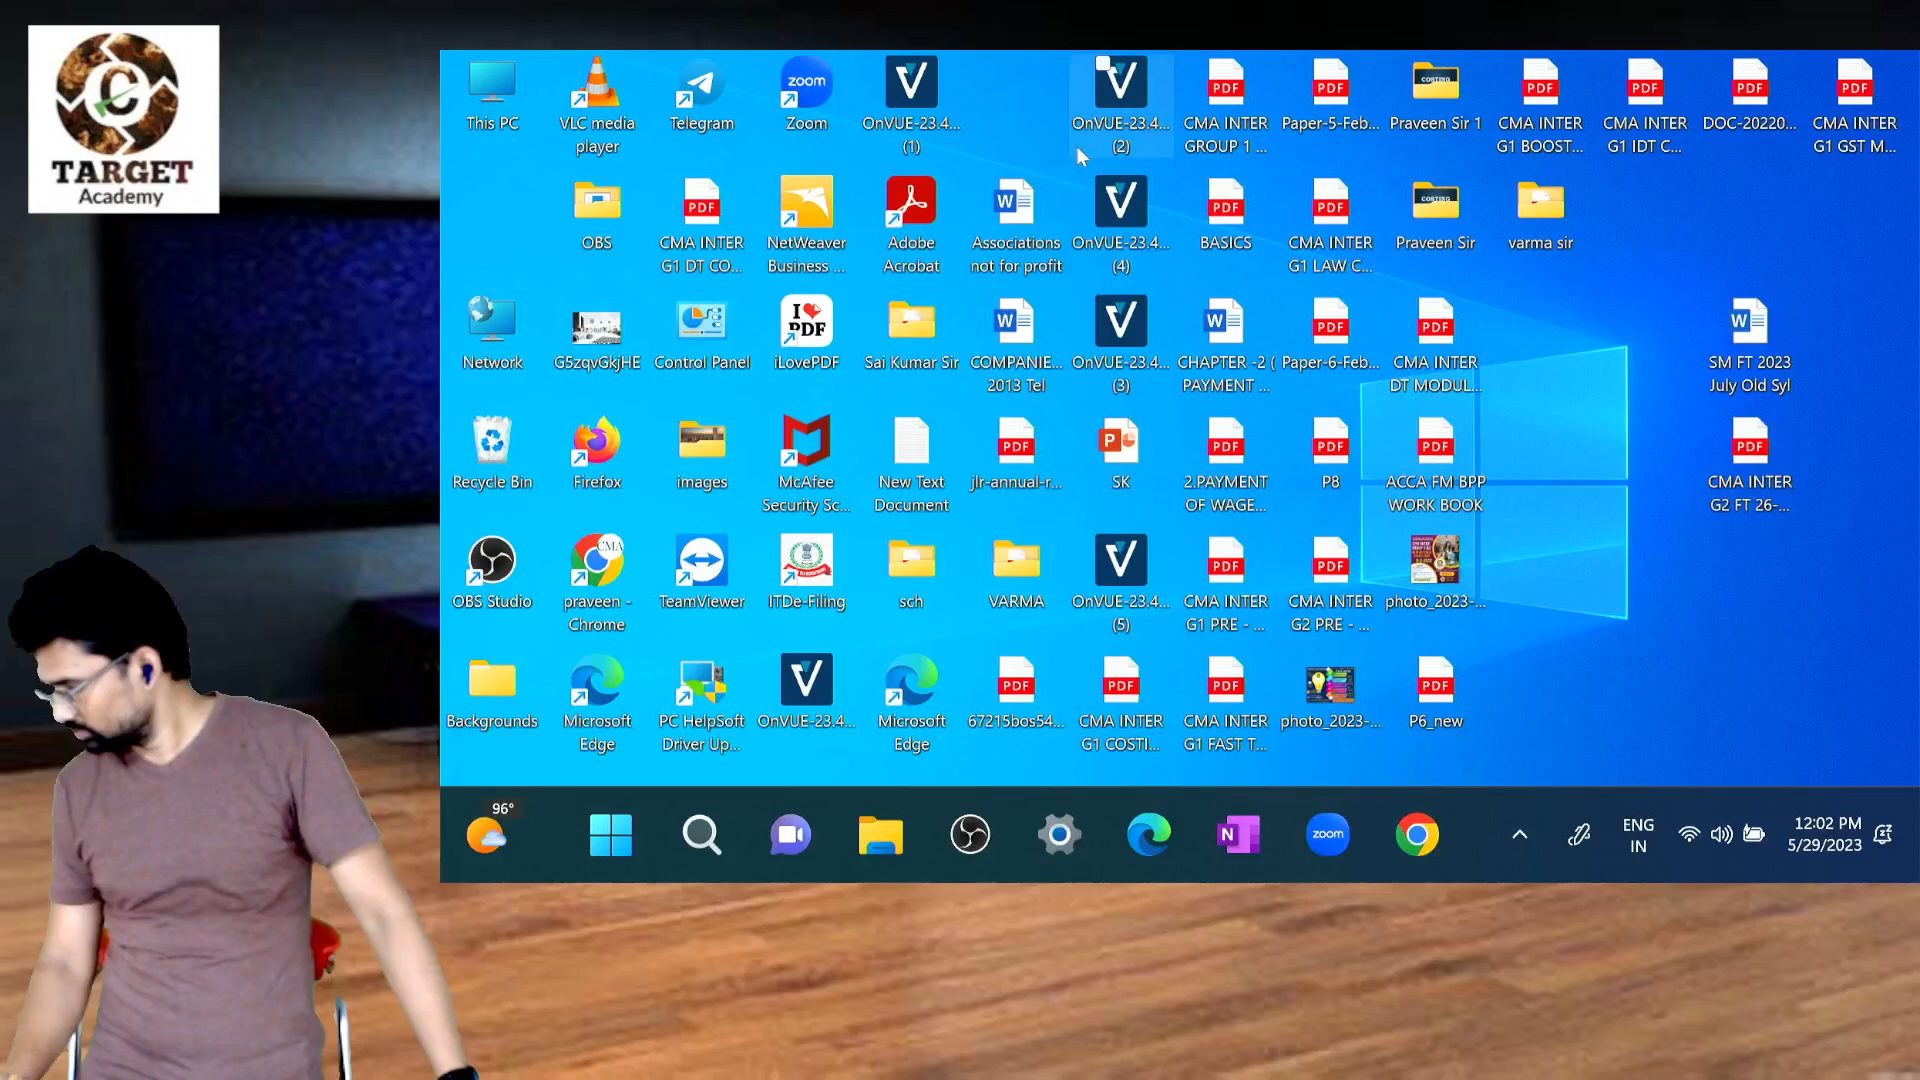 C
TARGET
Academy
This PC
VLC media
player
Telegram
zoom
Zoom
OnVUE-23.4...
(1)
OnVUE-23.4...
(2)
PDF
CMA INTER
GROUP 1 ...
PDF
Paper-5-Feb...
COSTING
Praveen Sir 1
PDF
CMA INTER
G1 BOOST...
PDF
CMA INTER
G1 IDT C...
PDF
DOC-20220...
PDF
CMA INTER
G1 GST M...
OBS
PDF
CMA INTER
G1 DT CO...
NetWeaver
Business ...
Adobe
Acrobat
W
Associations
not for profit
OnVUE-23.4...
(4)
PDF
BASICS
PDF
CMA INTER
G1 LAW C...
COSTING
Praveen Sir
varma sir
Network
G5zqvGkjHE
Control Panel
I
PDF
iLovePDF
Sai Kumar Sir
W
COMPANIE...
2013 Tel
OnVUE-23.4...
(3)
W
CHAPTER -2 (
PAYMENT ...
PDF
Paper-6-Feb...
PDF
CMA INTER
DT MODUL...
W
SM FT 2023
July Old Syl
Recycle Bin
Firefox
images
McAfee
Security Sc...
New Text
Document
PDF
jlr-annual-r...
P
SK
PDF
2.PAYMENT
OF WAGE...
PDF
P8
PDF
ACCA FM BPP
WORK BOOK
PDF
CMA INTER
G2 FT 26-...
OBS Studio
CMA
praveen -
Chrome
TeamViewer
ITDe-Filing
sch
VARMA
OnVUE-23.4...
(5)
PDF
CMA INTER
G1 PRE - ...
PDF
CMA INTER
G2 PRE - ...
photo_2023-...
Backgrounds
Microsoft
Edge
PC HelpSoft
Driver Up...
OnVUE-23.4...
Microsoft
Edge
PDF
67215bos54...
PDF
CMA INTER
G1 COSTI...
PDF
CMA INTER
G1 FAST T...
photo_2023-...
PDF
P6_new
96°
N
zoom
ENG
IN
12:02 PM
5/29/2023